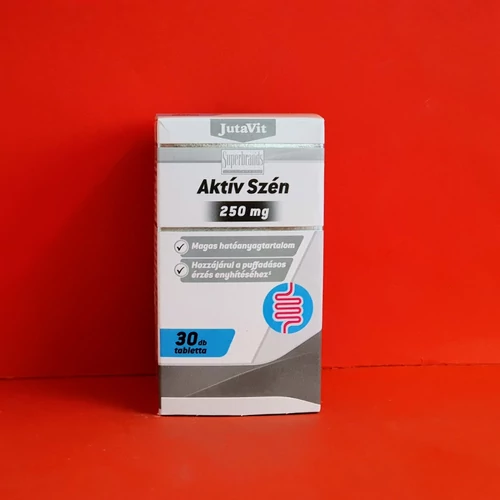 JutaVit
Superbrands
Aktív Szén
250 mg
Magas hatóanyagtartalom
Hozzájárul a puffadásos
érzés enyhítéséhez¹
30 db
tabletta